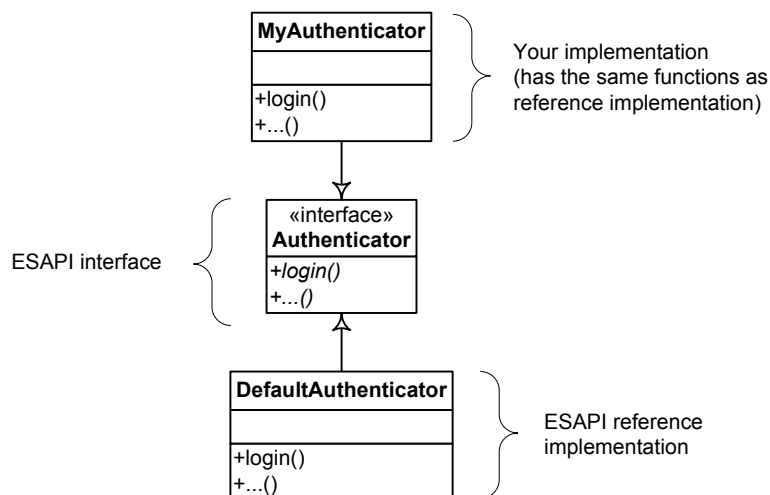 MyAuthenticator
+login()
+...()
Your implementation
(has the same functions as
reference implementation)
«interface»
Authenticator
+login()
+...()
ESAPI interface
DefaultAuthenticator
+login()
+...()
ESAPI reference
implementation